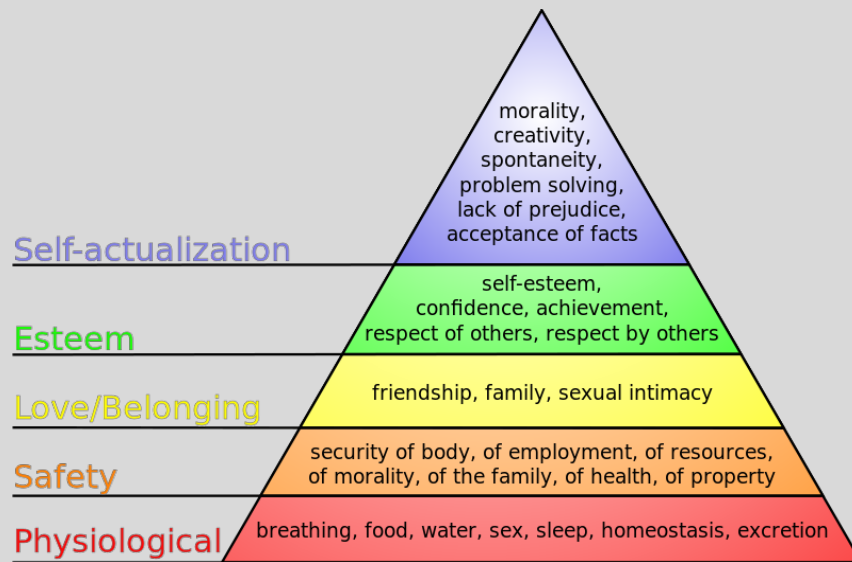 morality,
creativity,
spontaneity,
problem solving,
lack of prejudice,
acceptance of facts
Self-actualization
self-esteem,
confidence, achievement,
respect of others, respect by others
Esteem
friendship, family, sexual intimacy
Love/Belonging
security of body, of employment, of resources,
of morality, of the family, of health, of property
Safety
breathing, food, water, sex, sleep, homeostasis, excretion
Physiological